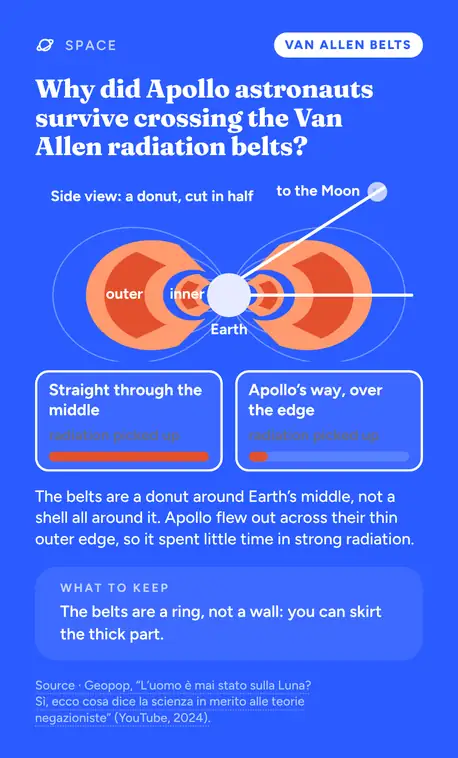 SPACE
VAN ALLEN BELTS
Why did Apollo astronauts
survive crossing the Van
Allen radiation belts?
Side view: a donut, cut in half
to the Moon
outer
inner
Earth
Straight through the
middle
radiation picked up
Apollo’s way, over
the edge
radiation picked up
The belts are a donut around Earth’s middle, not a
shell all around it. Apollo flew out across their thin
outer edge, so it spent little time in strong radiation.
WHAT TO KEEP
The belts are a ring, not a wall: you can skirt
the thick part.
Source · Geopop, “L’uomo è mai stato sulla Luna?
Sì, ecco cosa dice la scienza in merito alle teorie
negazioniste” (YouTube, 2024).